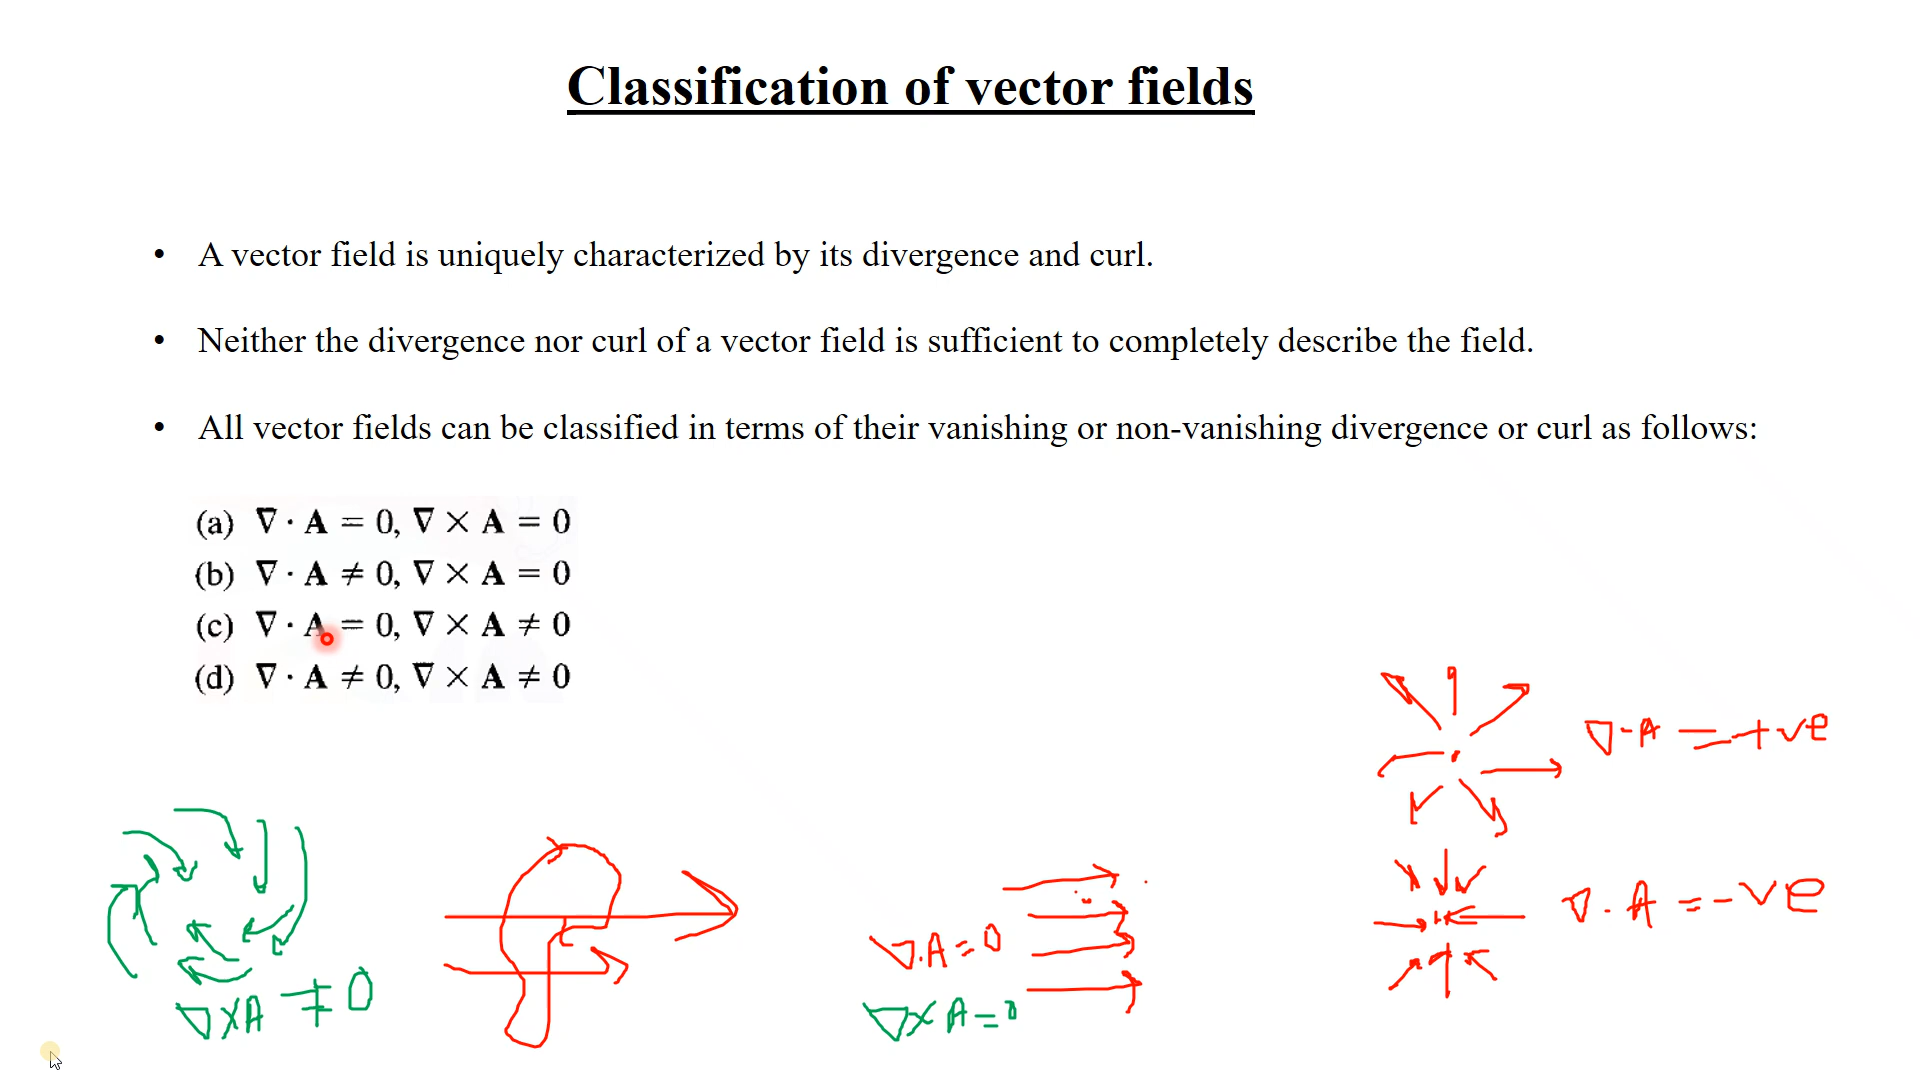 Classification of vector fields
• A vector field is uniquely characterized by its divergence and curl.
• Neither the divergence nor curl of a vector field is sufficient to completely describe the field.
• All vector fields can be classified in terms of their vanishing or non-vanishing divergence or curl as follows:
(a) ∇ · A = 0, ∇ × A = 0
(b) ∇ · A ≠ 0, ∇ × A = 0
(c) ∇ · A = 0, ∇ × A ≠ 0
(d) ∇ · A ≠ 0, ∇ × A ≠ 0
∇·A = +ve
∇·A = -ve
∇·A = 0
∇×A ≠ 0
∇×A = 0